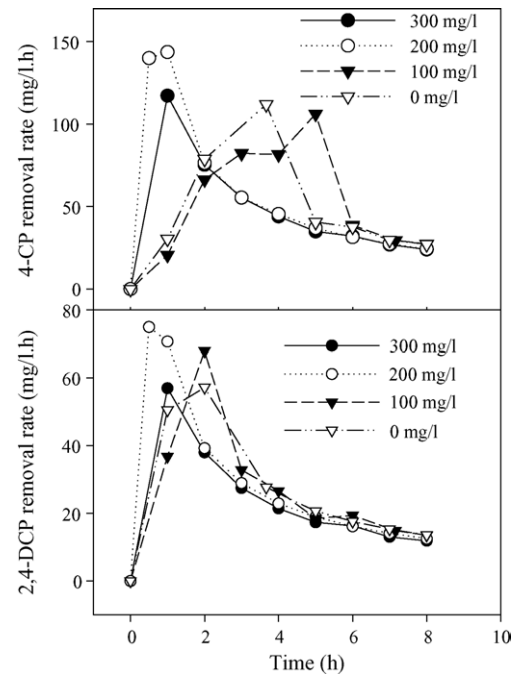 4-CP removal rate (mg/l.h)
150
100
50
0
300 mg/l
200 mg/l
100 mg/l
0 mg/l
2,4-DCP removal rate (mg/l.h)
80
60
40
20
0
300 mg/l
200 mg/l
100 mg/l
0 mg/l
0 2 4 6 8 10
Time (h)